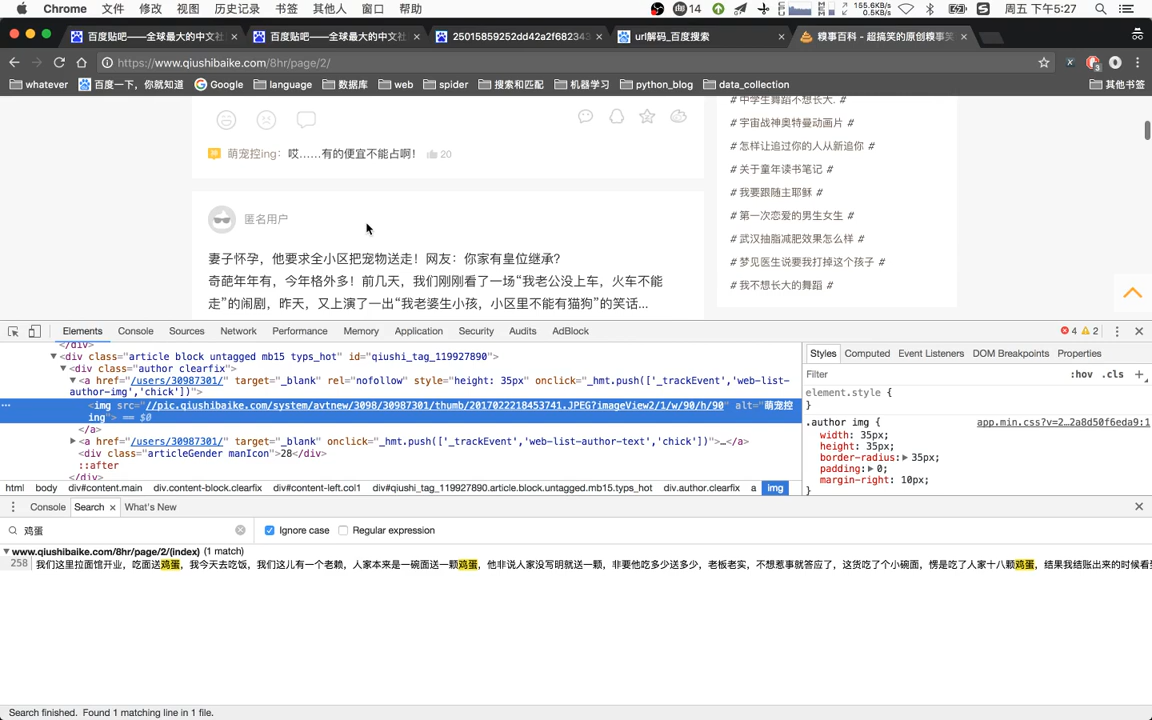 Chrome 文件 修改 视图 历史记录 书签 其他人 窗口 帮助 14 155.6KB/s 0.5KB/s 周五 下午5:27
百度贴吧——全球最大的中文社 × 百度贴吧——全球最大的中文社 × 25015859252dd42a2f682343 × url解码_百度搜索 × 糗事百科 - 超搞笑的原创糗事笑 ×
https://www.qiushibaike.com/8hr/page/2/
whatever 百度一下，你就知道 Google language 数据库 web spider 搜索和匹配 机器学习 python_blog data_collection 其他书签
# 中学生舞蹈不想长大. #
# 宇宙战神奥特曼动画片 #
# 怎样让追过你的人从新追你 #
萌宠控ing： 哎……有的便宜不能占啊！ 20
# 关于童年读书笔记 #
# 我要跟随主耶稣 #
# 第一次恋爱的男生女生 #
匿名用户
# 武汉抽脂减肥效果怎么样 #
# 梦见医生说要我打掉这个孩子 #
# 我不想长大的舞蹈 #
妻子怀孕，他要求全小区把宠物送走！网友：你家有皇位继承？
奇葩年年有，今年格外多！前几天，我们刚刚看了一场“我老公没上车，火车不能
走”的闹剧，昨天，又上演了一出“我老婆生小孩，小区里不能有猫狗”的笑话...
Elements Console Sources Network Performance Memory Application Security Audits AdBlock 4 2
</div>
<div class="article block untagged mb15 typs_hot" id="qiushi_tag_119927890">
<div class="author clearfix">
<a href="/users/30987301/" target="_blank" rel="nofollow" style="height: 35px" onclick="_hmt.push(['_trackEvent','web-list-
author-img','chick'])">
<img src="//pic.qiushibaike.com/system/avtnew/3098/30987301/thumb/2017022218453741.JPEG?imageView2/1/w/90/h/90" alt="萌宠控
ing"> == $0
</a>
<a href="/users/30987301/" target="_blank" onclick="_hmt.push(['_trackEvent','web-list-author-text','chick'])">…</a>
<div class="articleGender manIcon">28</div>
::after
</div>
html body div#content.main div.content-block.clearfix div#content-left.col1 div#qiushi_tag_119927890.article.block.untagged.mb15.typs_hot div.author.clearfix a img
Styles Computed Event Listeners DOM Breakpoints Properties
Filter :hov .cls +
element.style {
}
.author img { app.min.css?v=2…2a8d50f6eda9:1
width: 35px;
height: 35px;
border-radius: 35px;
padding: 0;
margin-right: 10px;
}
Console Search × What's New
鸡蛋 Ignore case Regular expression
www.qiushibaike.com/8hr/page/2/(index) (1 match)
258 我们这里拉面馆开业，吃面送鸡蛋，我今天去吃饭，我们这儿有一个老赖，人家本来是一碗面送一颗鸡蛋，他非说人家没写明就送一颗，非要他吃多少送多少，老板老实，不想惹事就答应了，这货吃了个小碗面，愣是吃了人家十八颗鸡蛋，结果我结账出来的时候看到
Search finished. Found 1 matching line in 1 file.